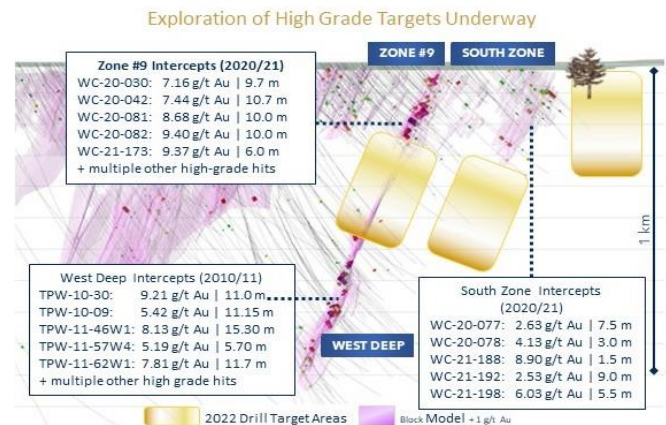 Exploration of High Grade Targets Underway
ZONE #9
SOUTH ZONE
Zone #9 Intercepts (2020/21)
WC-20-030: 7.16 g/t Au | 9.7 m
WC-20-042: 7.44 g/t Au | 10.7 m
WC-20-081: 8.68 g/t Au | 10.0 m
WC-20-082: 9.40 g/t Au | 10.0 m
WC-21-173: 9.37 g/t Au | 6.0 m
+ multiple other high-grade hits
1 km
West Deep Intercepts (2010/11)
TPW-10-30: 9.21 g/t Au | 11.0 m
TPW-10-09: 5.42 g/t Au | 11.15 m
TPW-11-46W1: 8.13 g/t Au | 15.30 m
TPW-11-57W4: 5.19 g/t Au | 5.70 m
TPW-11-62W1: 7.81 g/t Au | 11.7 m
+ multiple other high grade hits
WEST DEEP
South Zone Intercepts
(2020/21)
WC-20-077: 2.63 g/t Au | 7.5 m
WC-20-078: 4.13 g/t Au | 3.0 m
WC-21-188: 8.90 g/t Au | 1.5 m
WC-21-192: 2.53 g/t Au | 9.0 m
WC-21-198: 6.03 g/t Au | 5.5 m
2022 Drill Target Areas
Block Model +1 g/t Au